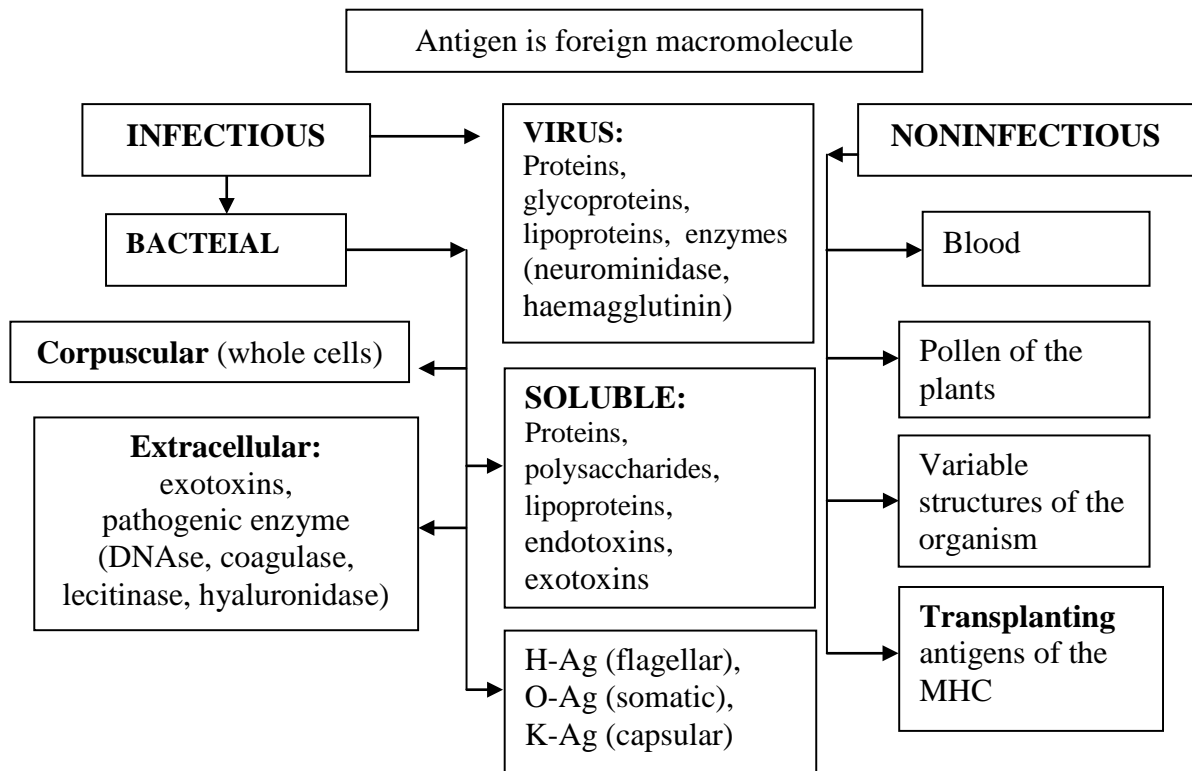 Antigen is foreign macromolecule
INFECTIOUS
VIRUS:
Proteins,
glycoproteins,
lipoproteins, enzymes
(neurominidase,
haemagglutinin)
NONINFECTIOUS
BACTEIAL
Blood
Corpuscular (whole cells)
Pollen of the
plants
Extracellular:
exotoxins,
pathogenic enzyme
(DNAse, coagulase,
lecitinase, hyaluronidase)
SOLUBLE:
Proteins,
polysaccharides,
lipoproteins,
endotoxins,
exotoxins
Variable
structures of the
organism
H-Ag (flagellar),
O-Ag (somatic),
K-Ag (capsular)
Transplanting
antigens of the
MHC